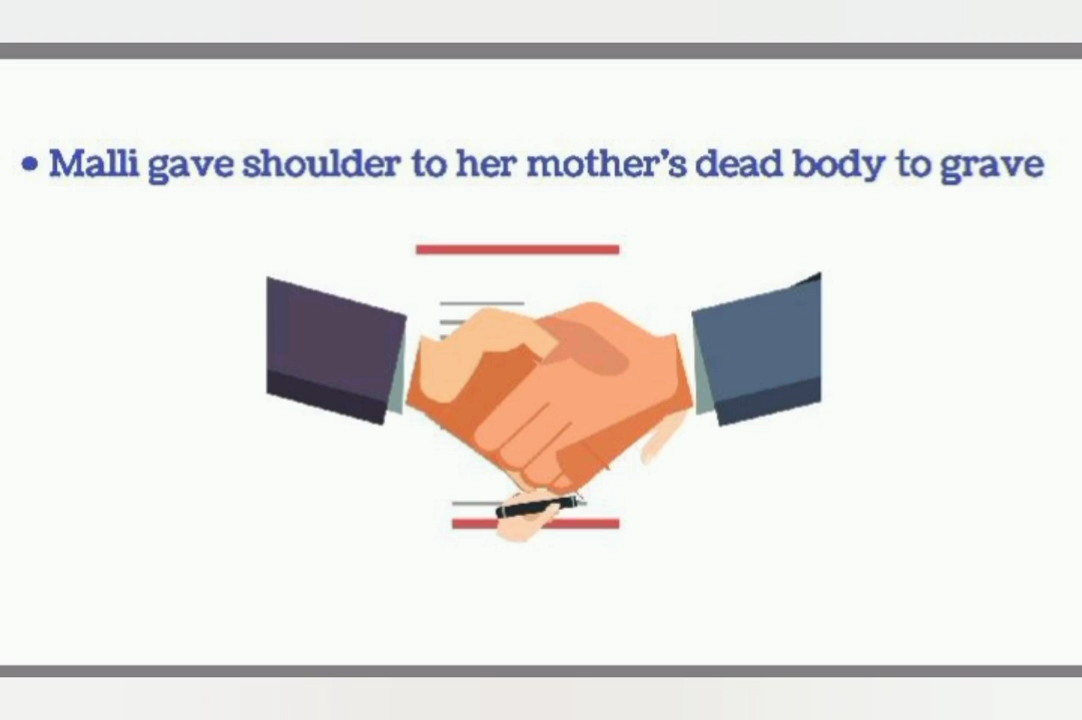 • Malli gave shoulder to her mother’s dead body to grave